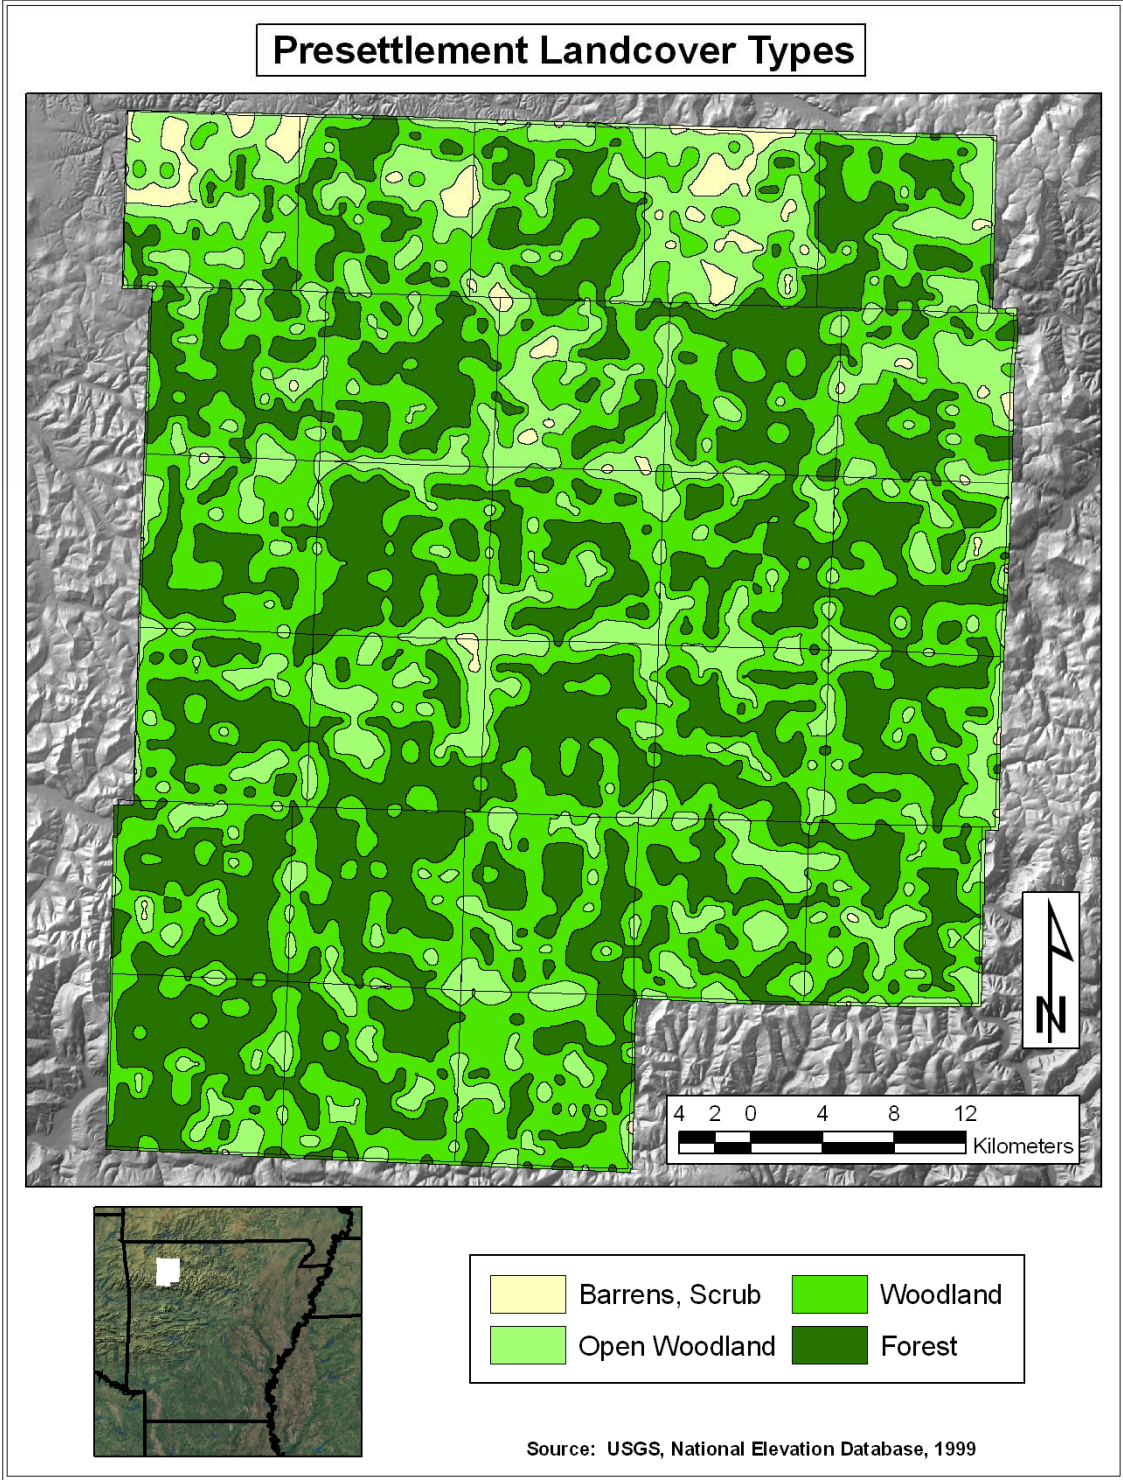 Presettlement Landcover Types
N
4 2 0 4 8 12
Kilometers
Barrens, Scrub
Woodland
Open Woodland
Forest
Source: USGS, National Elevation Database, 1999